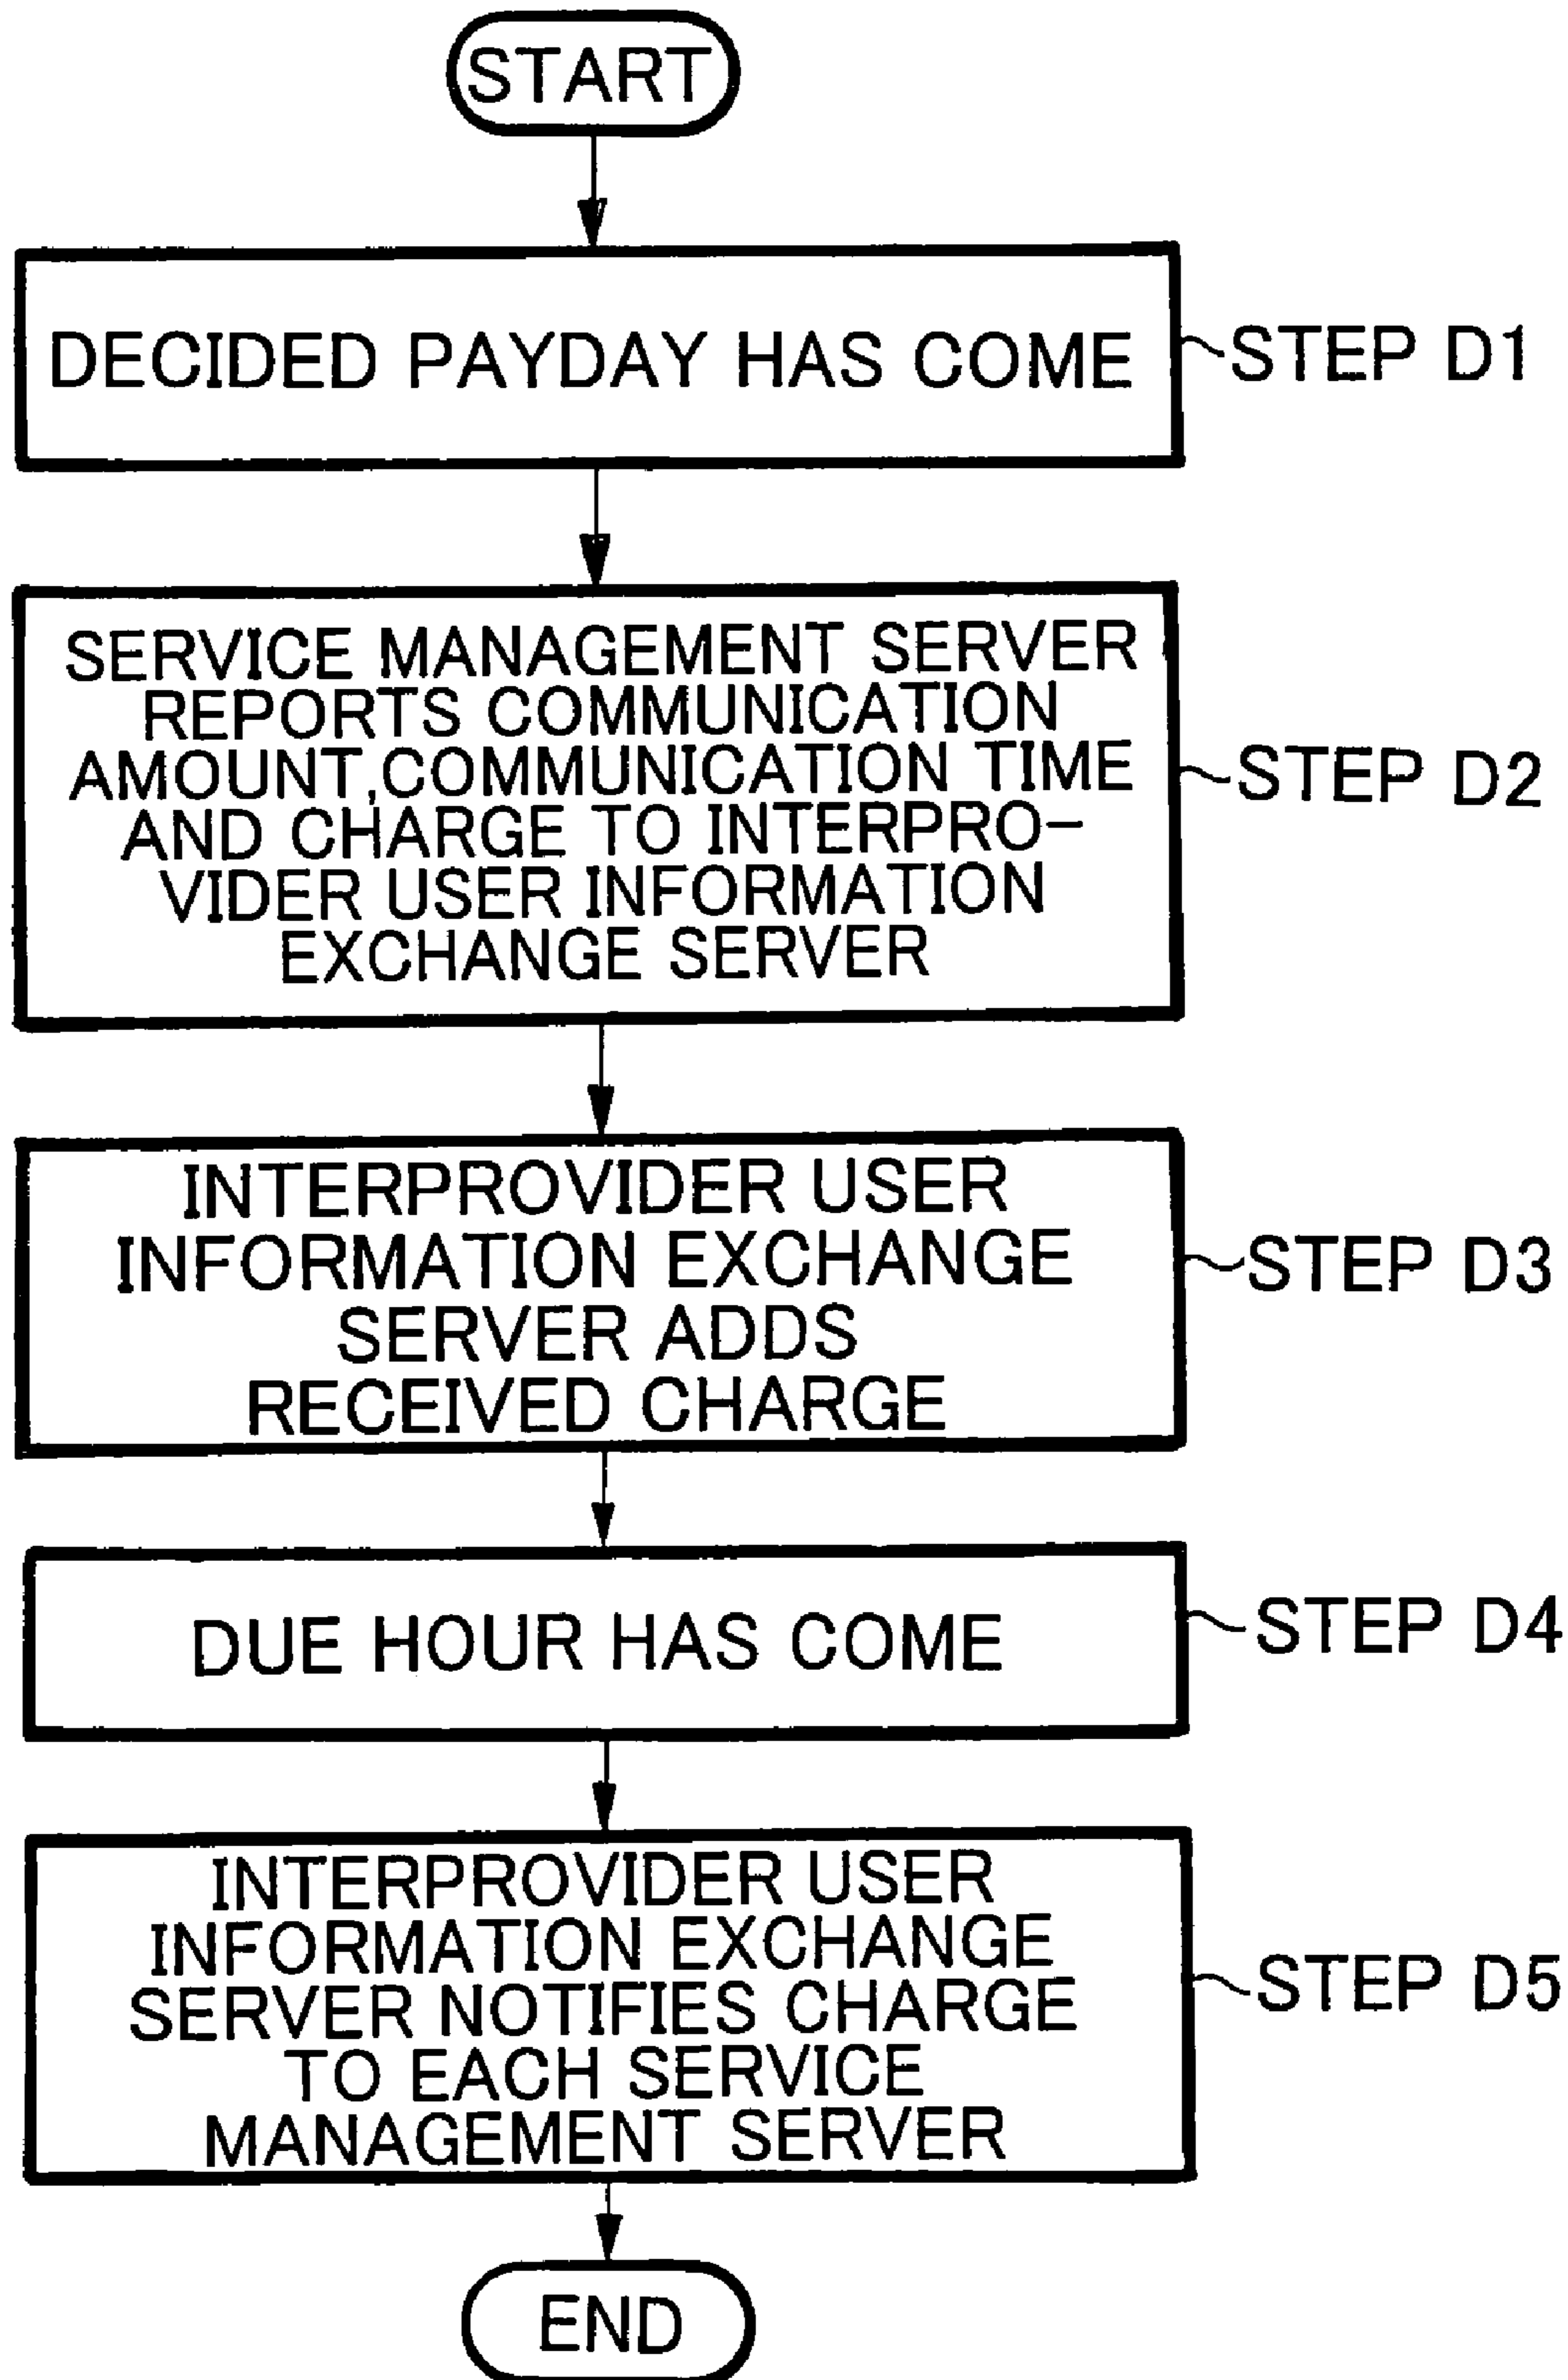 START
DECIDED PAYDAY HAS COME
STEP D1
SERVICE MANAGEMENT SERVER
REPORTS COMMUNICATION
AMOUNT,COMMUNICATION TIME
AND CHARGE TO INTERPRO-
VIDER USER INFORMATION
EXCHANGE SERVER
STEP D2
INTERPROVIDER USER
INFORMATION EXCHANGE
SERVER ADDS
RECEIVED CHARGE
STEP D3
DUE HOUR HAS COME
STEP D4
INTERPROVIDER USER
INFORMATION EXCHANGE
SERVER NOTIFIES CHARGE
TO EACH SERVICE
MANAGEMENT SERVER
STEP D5
END